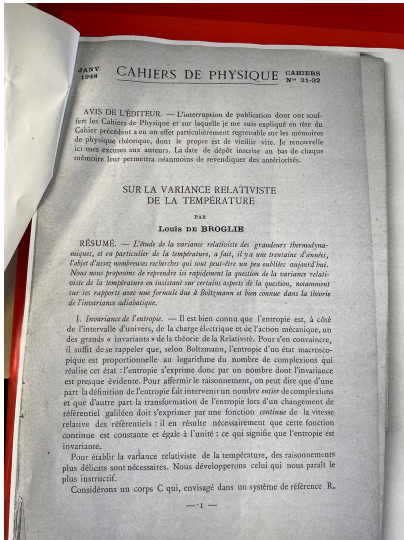 JANV.
1948
CAHIERS DE PHYSIQUE
CAHIERS
Nos 31-32
AVIS DE L'ÉDITEUR. — L'interruption de publication dont ont souf-
fert les Cahiers de Physique et sur laquelle je me suis expliqué en tête du
Cahier précédent a eu un effet particulièrement regrettable sur les mémoires
de physique théorique, dont le propre est de vieillir vite. Je renouvelle
ici mes excuses aux auteurs. La date de dépôt inscrite au bas de chaque
mémoire leur permettra néanmoins de revendiquer des antériorités.
SUR LA VARIANCE RELATIVISTE
DE LA TEMPÉRATURE
PAR
Louis DE BROGLIE
RÉSUMÉ. — L'étude de la variance relativiste des grandeurs thermodyna-
miques, et en particulier de la température, a fait, il y a une trentaine d'années,
l'objet d'assez nombreuses recherches qui sont peut-être un peu oubliées aujourd'hui.
Nous nous proposons de reprendre ici rapidement la question de la variance relati-
viste de la température en insistant sur certains aspects de la question, notamment
sur ses rapports avec une formule due à Boltzmann et bien connue dans la théorie
de l'invariance adiabatique.
I. Invariance de l'entropie. — Il est bien connu que l'entropie est, à côté
de l'intervalle d'univers, de la charge électrique et de l'action mécanique, un
des grands « invariants » de la théorie de la Relativité. Pour s'en convaincre,
il suffit de se rappeler que, selon Boltzmann, l'entropie d'un état macrosco-
pique est proportionnelle au logarithme du nombre de complexions qui
réalise cet état : l'entropie s'exprime donc par un nombre dont l'invariance
est presque évidente. Pour affermir le raisonnement, on peut dire que d'une
part la définition de l'entropie fait intervenir un nombre entier de complexions
et que d'autre part la transformation de l'entropie lors d'un changement de
référentiel galiléen doit s'exprimer par une fonction continue de la vitesse
relative des référentiels : il en résulte nécessairement que cette fonction
continue est constante et égale à l'unité : ce qui signifie que l'entropie est
invariante.
Pour établir la variance relativiste de la température, des raisonnements
plus délicats sont nécessaires. Nous développerons celui qui nous paraît le
plus instructif.
Considérons un corps C qui, envisagé dans un système de référence R₀
— 1 —